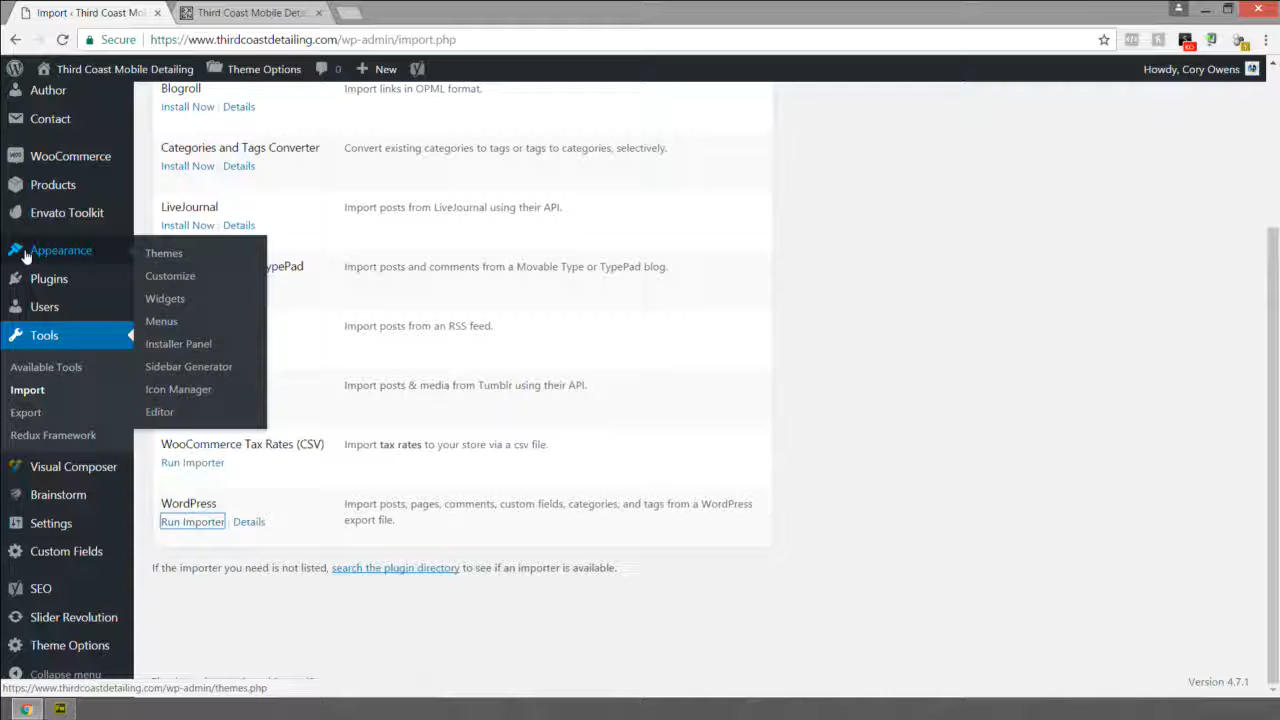 Import ‹ Third Coast Mo
Third Coast Mobile Deta
Secure
https://www.thirdcoastdetailing.com/wp-admin/import.php
Third Coast Mobile Detailing
Theme Options
0
New
Howdy, Cory Owens
Author
Contact
WooCommerce
Products
Envato Toolkit
Appearance
Plugins
Users
Tools
Available Tools
Import
Export
Redux Framework
Visual Composer
Brainstorm
Settings
Custom Fields
SEO
Slider Revolution
Theme Options
Collapse menu
Themes
Customize
Widgets
Menus
Installer Panel
Sidebar Generator
Icon Manager
Editor
Blogroll
Import links in OPML format.
Install Now | Details
Categories and Tags Converter
Convert existing categories to tags or tags to categories, selectively.
Install Now | Details
LiveJournal
Import posts from LiveJournal using their API.
Install Now | Details
ypePad
Import posts and comments from a Movable Type or TypePad blog.
Import posts from an RSS feed.
Import posts & media from Tumblr using their API.
WooCommerce Tax Rates (CSV)
Import tax rates to your store via a csv file.
Run Importer
WordPress
Import posts, pages, comments, custom fields, categories, and tags from a WordPress
export file.
Run Importer | Details
If the importer you need is not listed, search the plugin directory to see if an importer is available.
Version 4.7.1
https://www.thirdcoastdetailing.com/wp-admin/themes.php